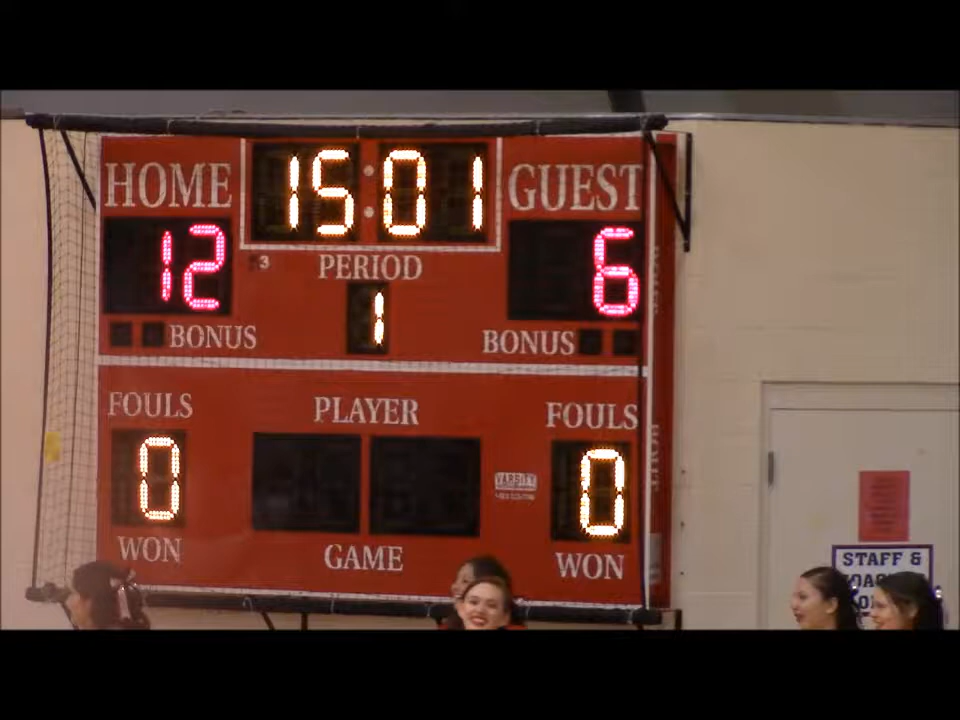 HOME 15:01 GUEST
12 PERIOD 6
BONUS 1 BONUS
FOULS PLAYER FOULS
0 0
VARSITY
WON GAME WON
STAFF &